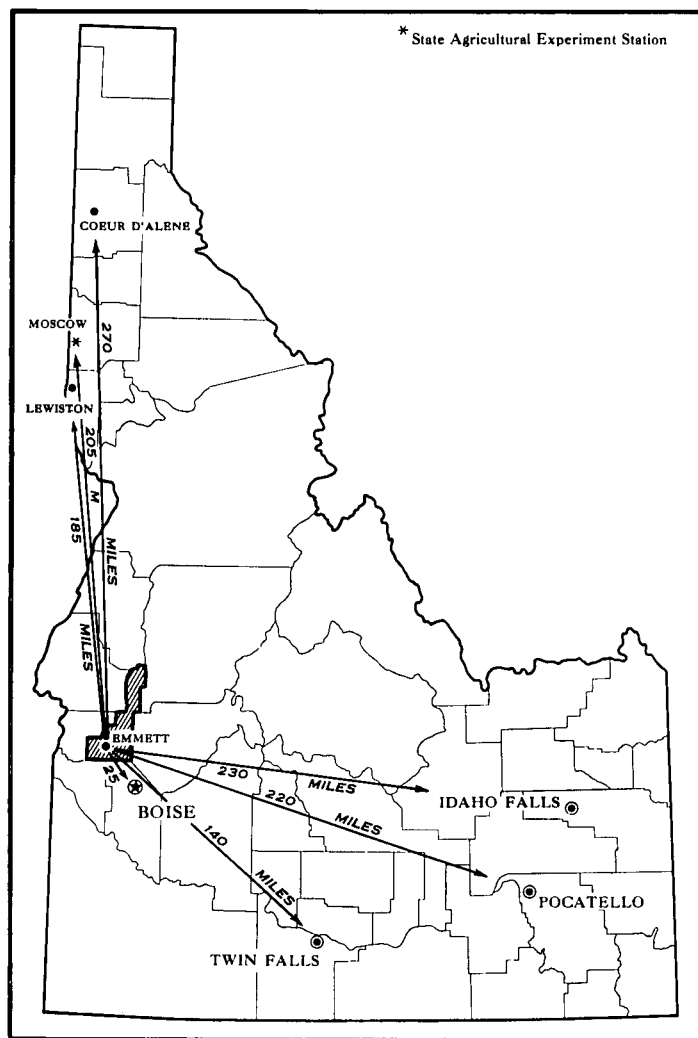 * State Agricultural Experiment Station
COEUR D'ALENE
MOSCOW
*
270
LEWISTON
205
M
185
MILES
MILES
EMMETT
25
BOISE
230 MILES
IDAHO FALLS
220 MILES
140 MILES
POCATELLO
TWIN FALLS